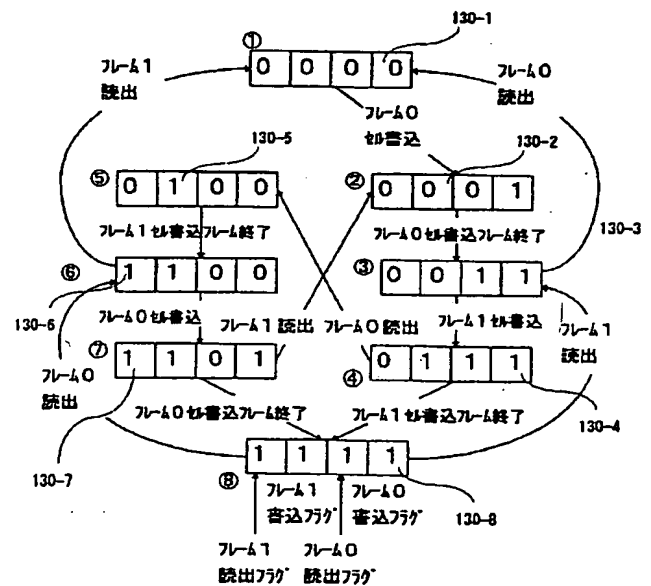 130-1
①
0 0 0 0
フレーム1
読出
フレーム0
読出
フレーム0
セル書込
130-5
130-2
⑤
0 1 0 0
②
0 0 0 1
130-3
フレーム1セル書込フレーム終了
フレーム0セル書込フレーム終了
⑥
1 1 0 0
③
0 0 1 1
130-6
フレーム0セル書込
フレーム1読出
フレーム0読出
フレーム1セル書込
フレーム1
読出
⑦
1 1 0 1
④
0 1 1 1
フレーム0
読出
フレーム0セル書込フレーム終了
フレーム1セル書込フレーム終了
130-4
130-7
⑧
1 1 1 1
130-8
フレーム1
書込フラグ
フレーム0
書込フラグ
フレーム1
読出フラグ
フレーム0
読出フラグ